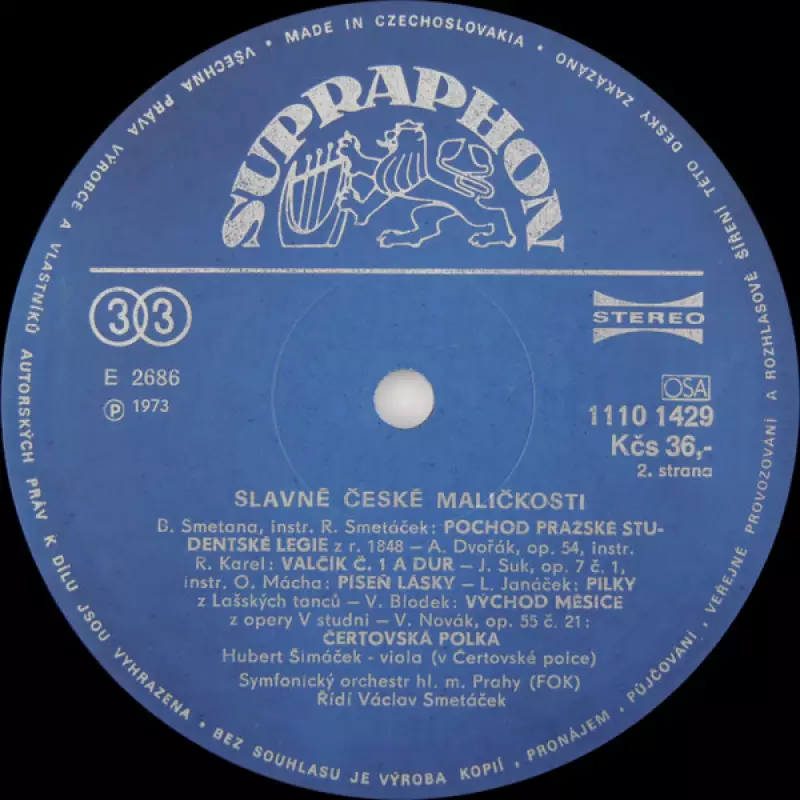 MADE IN CZECHOSLOVAKIA • VŠECHNA PRÁVA VÝROBCE A VLASTNÍKŮ AUTORSKÝCH PRÁV K DÍLU JSOU VYHRAZENA • BEZ SOUHLASU JE VÝROBA KOPIÍ, PRONÁJEM, PŮJČOVÁNÍ, VEŘEJNÉ PROVOZOVÁNÍ A ROZHLASOVÉ ŠÍŘENÍ TÉTO DESKY ZAKÁZÁNO •
SUPRAPHON
33
STEREO
E 2686
Ⓟ 1973
OSA
1110 1429
Kčs 36,-
2. strana
SLAVNÉ ČESKÉ MALIČKOSTI
B. Smetana, instr. R. Smetáček: POCHOD PRAŽSKÉ STU-
DENTSKÉ LEGIE z r. 1848 – A. Dvořák, op. 54, instr.
R. Karel: VALČÍK Č. 1 A DUR – J. Suk, op. 7 č. 1,
instr. O. Mácha: PÍSEŇ LÁSKY – L. Janáček: PILKY
z Lašských tanců – V. Blodek: VÝCHOD MĚSÍCE
z opery V studni – V. Novák, op. 55 č. 21:
ČERTOVSKÁ POLKA
Hubert Šimáček - viola (v Čertovské polce)
Symfonický orchestr hl. m. Prahy (FOK)
Řídí Václav Smetáček